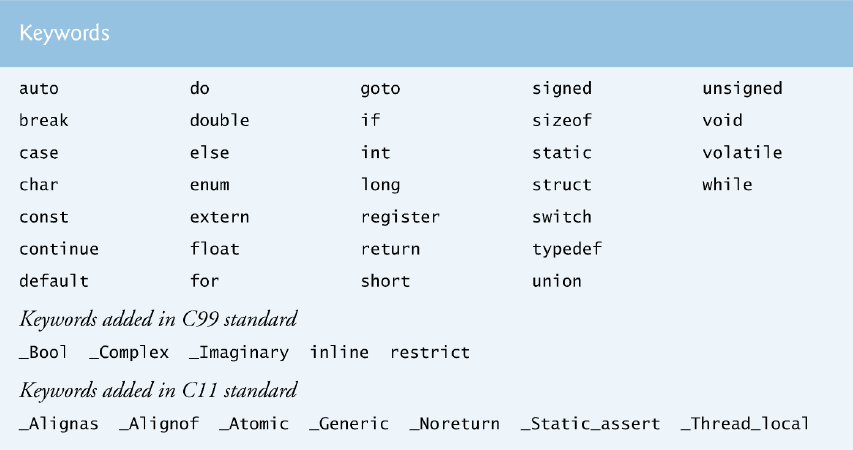 Keywords
auto do goto signed unsigned
break double if sizeof void
case else int static volatile
char enum long struct while
const extern register switch
continue float return typedef
default for short union
Keywords added in C99 standard
_Bool _Complex _Imaginary inline restrict
Keywords added in C11 standard
_Alignas _Alignof _Atomic _Generic _Noreturn _Static_assert _Thread_local